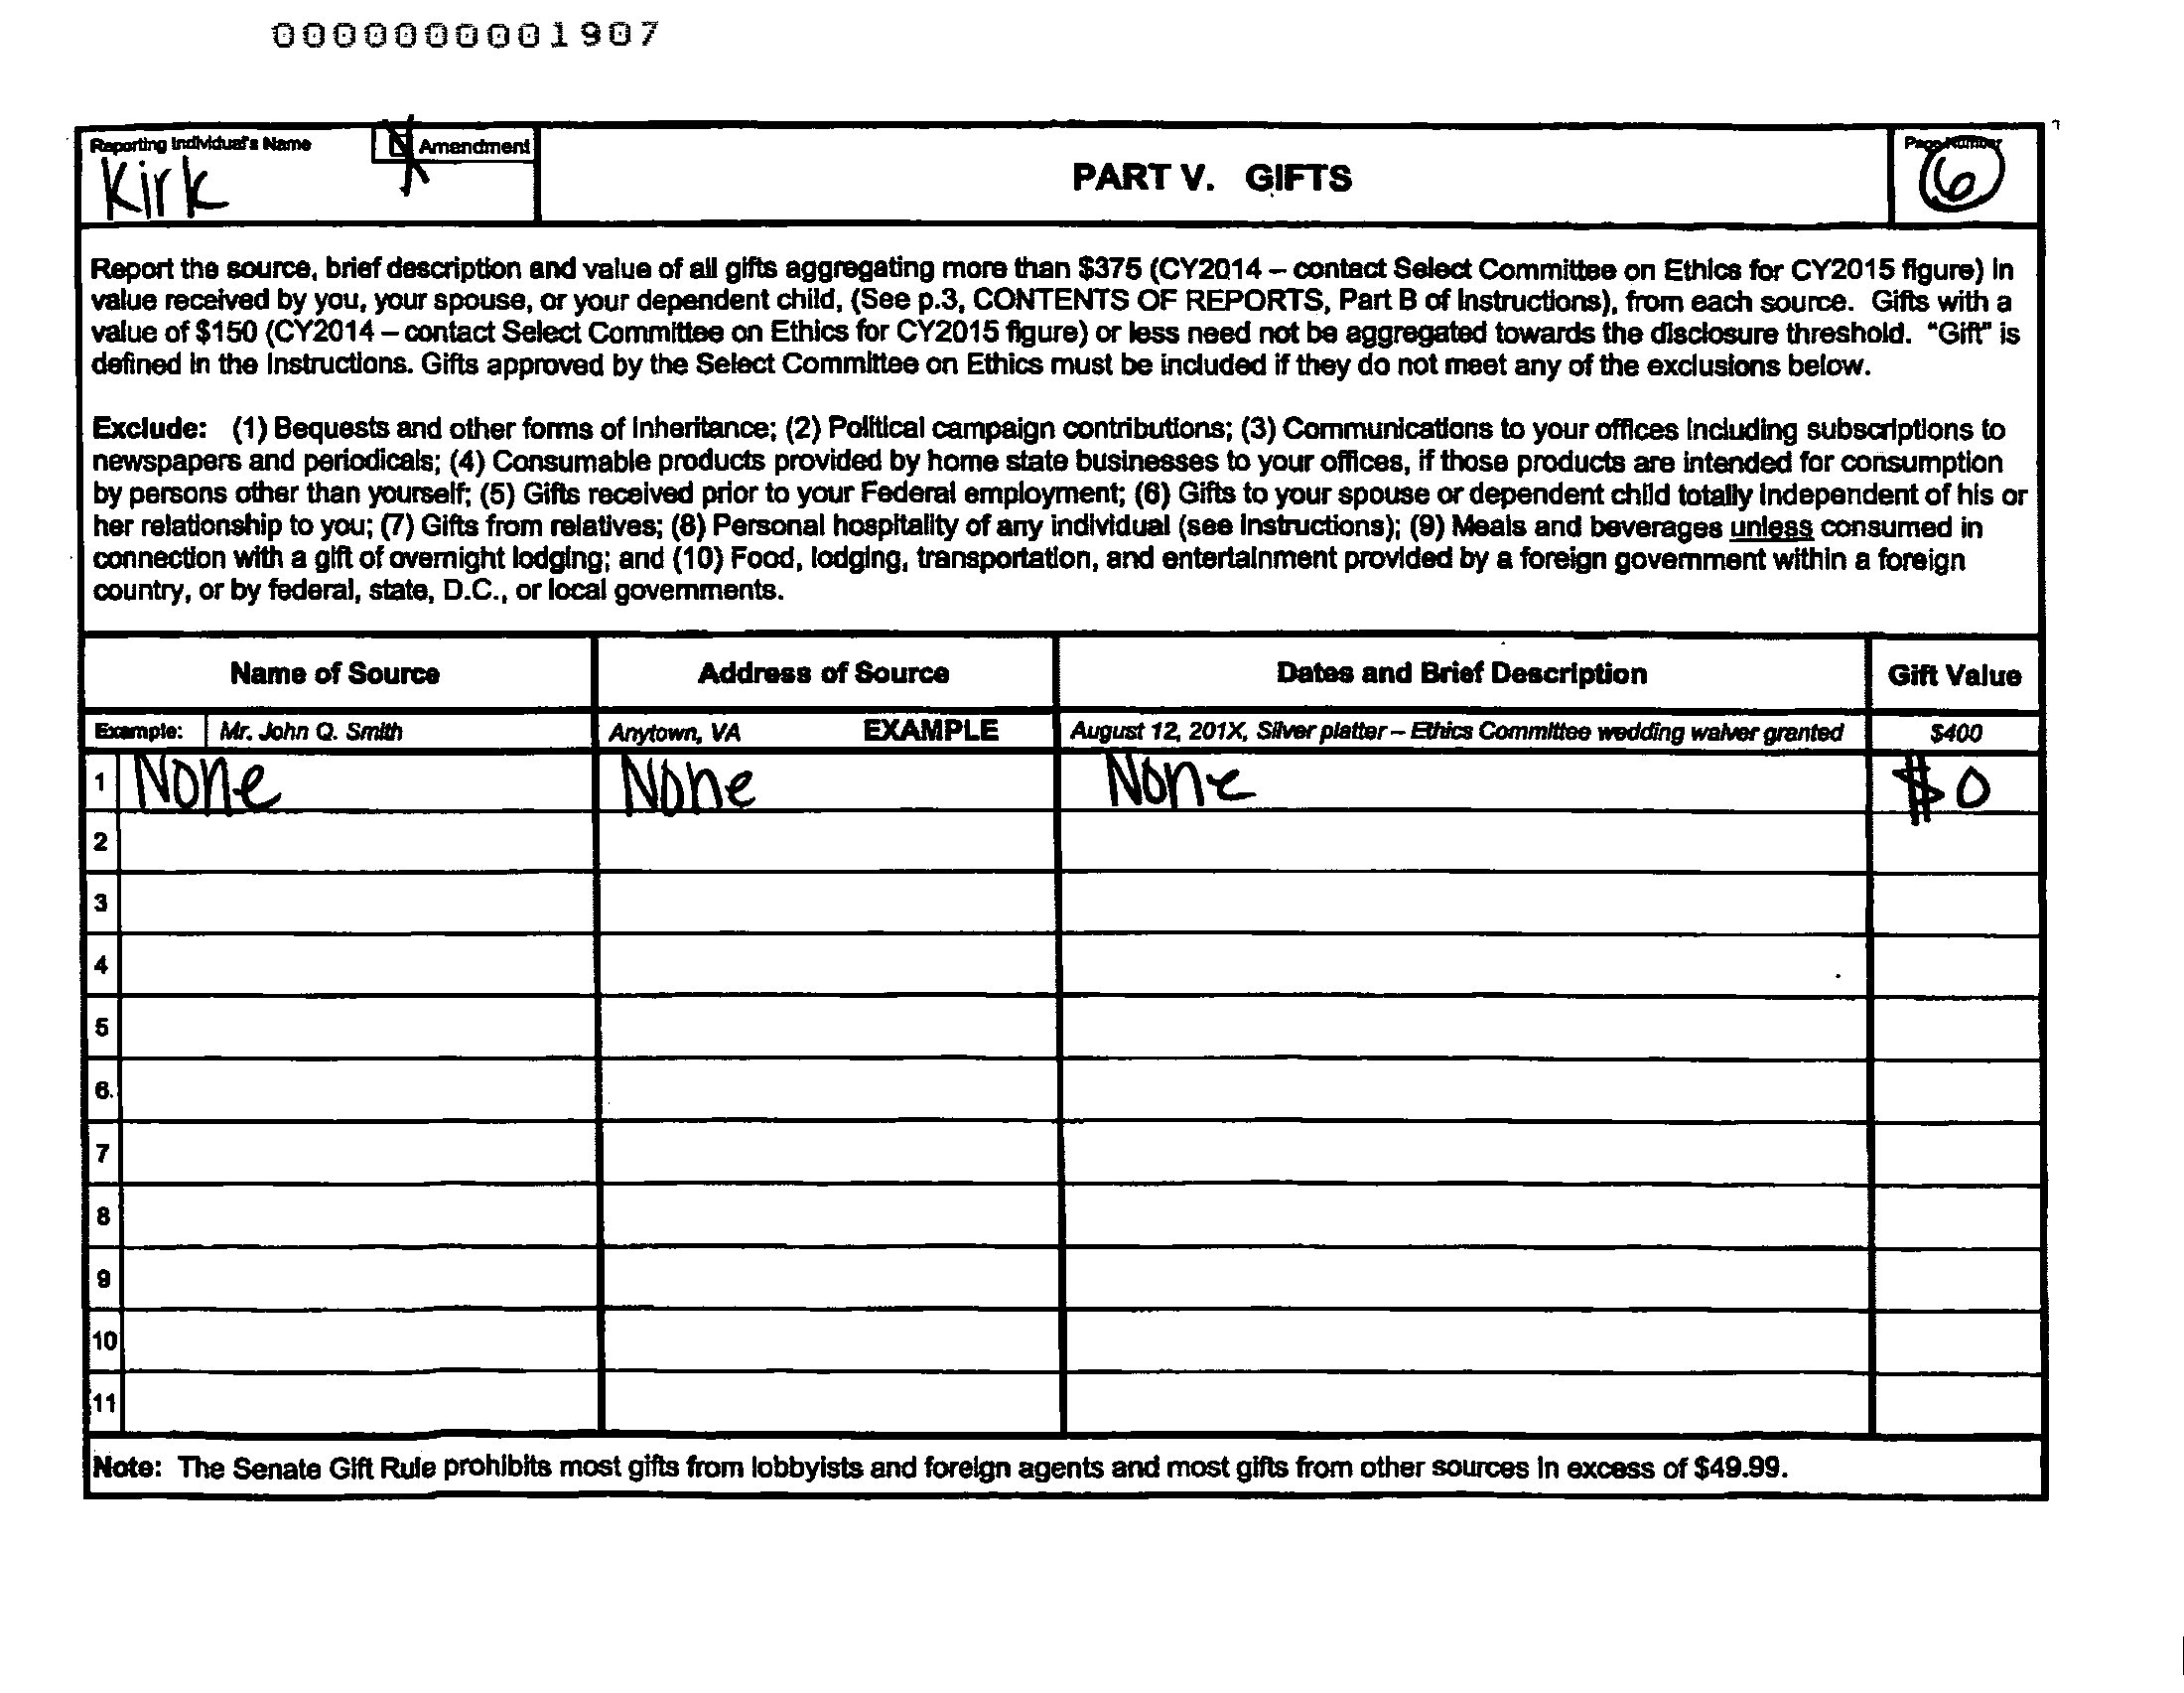 0000000001907
Reporting Individual's Name
Amendment
Kirk
PART V. GIFTS
Page Number
6
Report the source, brief description and value of all gifts aggregating more than $375 (CY2014 – contact Select Committee on Ethics for CY2015 figure) in
value received by you, your spouse, or your dependent child, (See p.3, CONTENTS OF REPORTS, Part B of Instructions), from each source. Gifts with a
value of $150 (CY2014 – contact Select Committee on Ethics for CY2015 figure) or less need not be aggregated towards the disclosure threshold. "Gift" is
defined in the Instructions. Gifts approved by the Select Committee on Ethics must be included if they do not meet any of the exclusions below.
Exclude: (1) Bequests and other forms of inheritance; (2) Political campaign contributions; (3) Communications to your offices including subscriptions to
newspapers and periodicals; (4) Consumable products provided by home state businesses to your offices, if those products are intended for consumption
by persons other than yourself; (5) Gifts received prior to your Federal employment; (6) Gifts to your spouse or dependent child totally independent of his or
her relationship to you; (7) Gifts from relatives; (8) Personal hospitality of any individual (see instructions); (9) Meals and beverages unless consumed in
connection with a gift of overnight lodging; and (10) Food, lodging, transportation, and entertainment provided by a foreign government within a foreign
country, or by federal, state, D.C., or local governments.
Name of Source Address of Source Dates and Brief Description Gift Value
Example: Mr. John Q. Smith Anytown, VA EXAMPLE August 12, 201X, Silver platter – Ethics Committee wedding waiver granted $400
1 None None None $0
2
3
4
5
6.
7
8
9
10
11
Note: The Senate Gift Rule prohibits most gifts from lobbyists and foreign agents and most gifts from other sources in excess of $49.99.